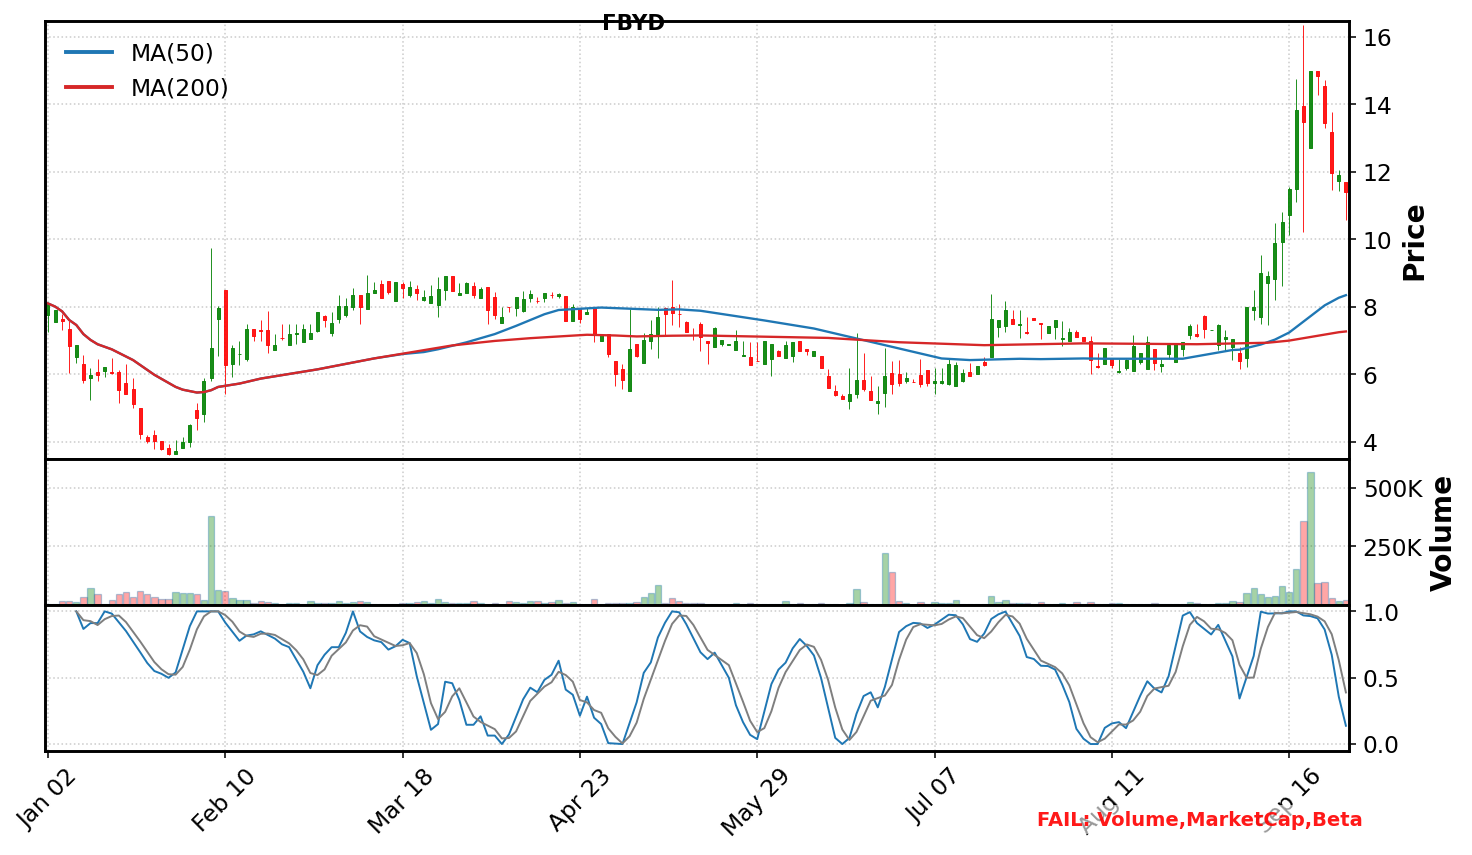 FBYD
MA(50)
MA(200)
16
14
12
10
8
6
4
Price
500K
250K
Volume
1.0
0.5
0.0
Jan 02
Feb 10
Mar 18
Apr 23
May 29
Jul 07
Aug 11
Sep 16
FAIL: Volume,MarketCap,Beta